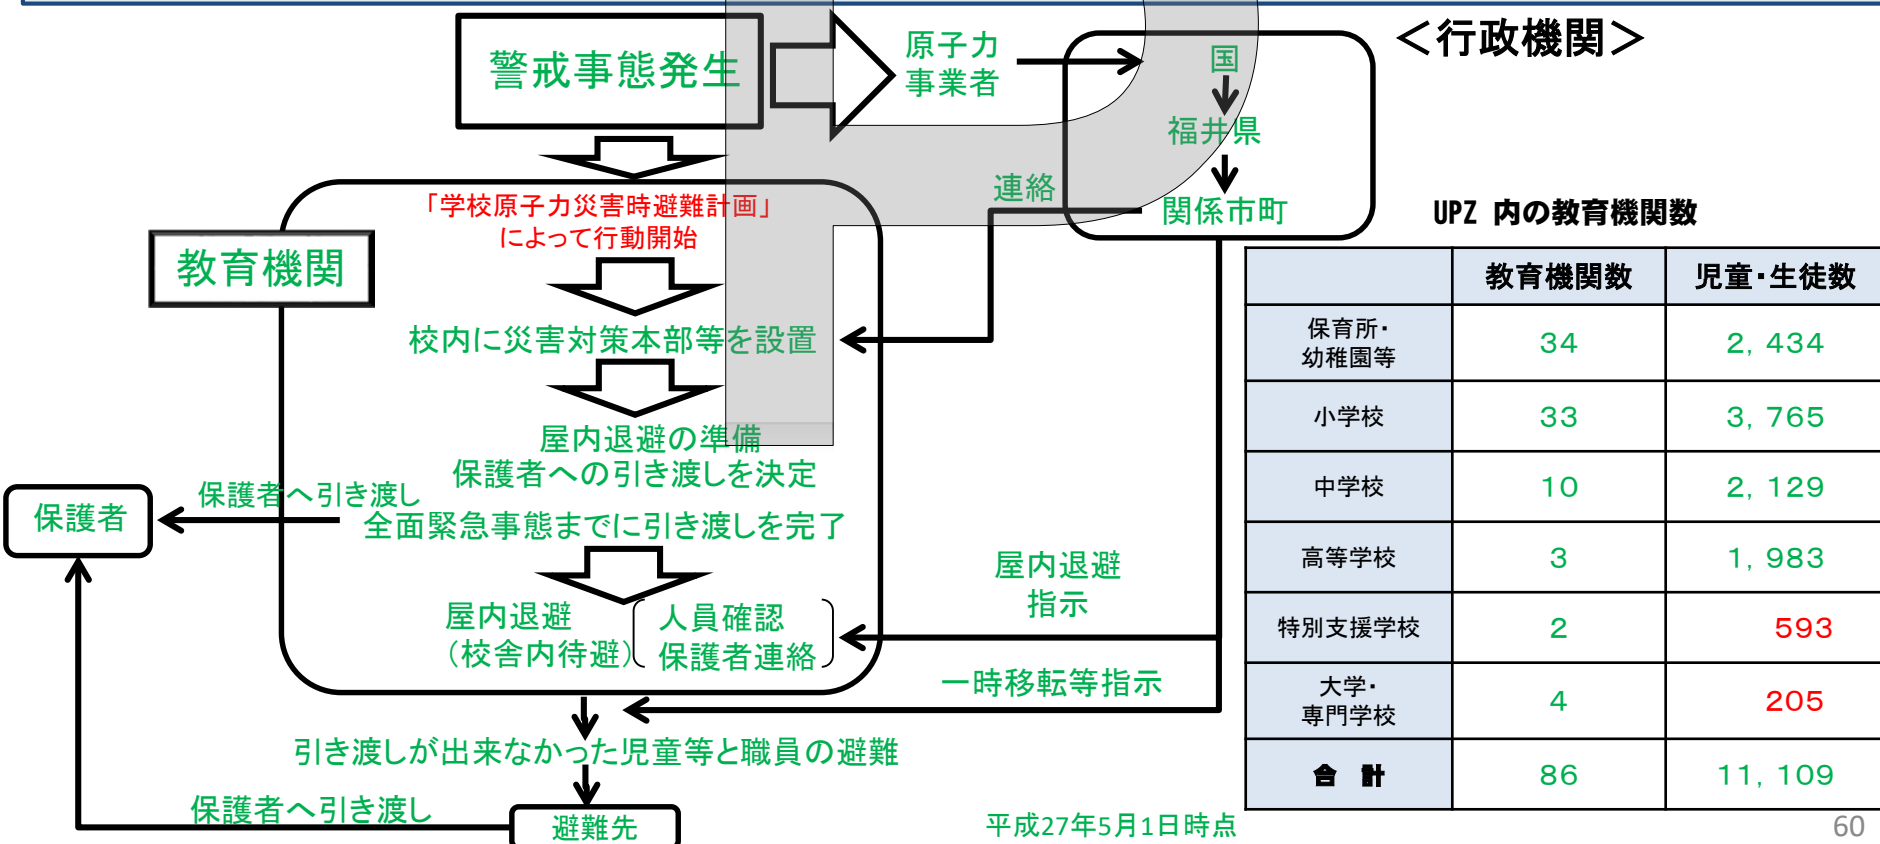 ＜行政機関＞
警戒事態発生
原子力
事業者
国
福井県
関係市町
連絡
「学校原子力災害時避難計画」
によって行動開始
教育機関
校内に災害対策本部等を設置
屋内退避の準備
保護者への引き渡しを決定
保護者へ引き渡し
保護者
全面緊急事態までに引き渡しを完了
屋内退避
（校舎内待避）
人員確認
保護者連絡
屋内退避
指示
一時移転等指示
引き渡しが出来なかった児童等と職員の避難
保護者へ引き渡し
避難先
UPZ 内の教育機関数
教育機関数 児童・生徒数
保育所・
幼稚園等 34 2，434
小学校 33 3，765
中学校 10 2，129
高等学校 3 1，983
特別支援学校 2 593
大学・
専門学校 4 205
合 計 86 11，109
平成27年5月1日時点
60